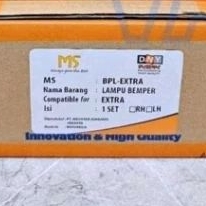 MS
DNY
MS : BPL-EXTRA
Nama Barang : LAMPU BEMPER
Compatible for : EXTRA
Isi : 1 SET □RH□LH
Innovation & High Quality